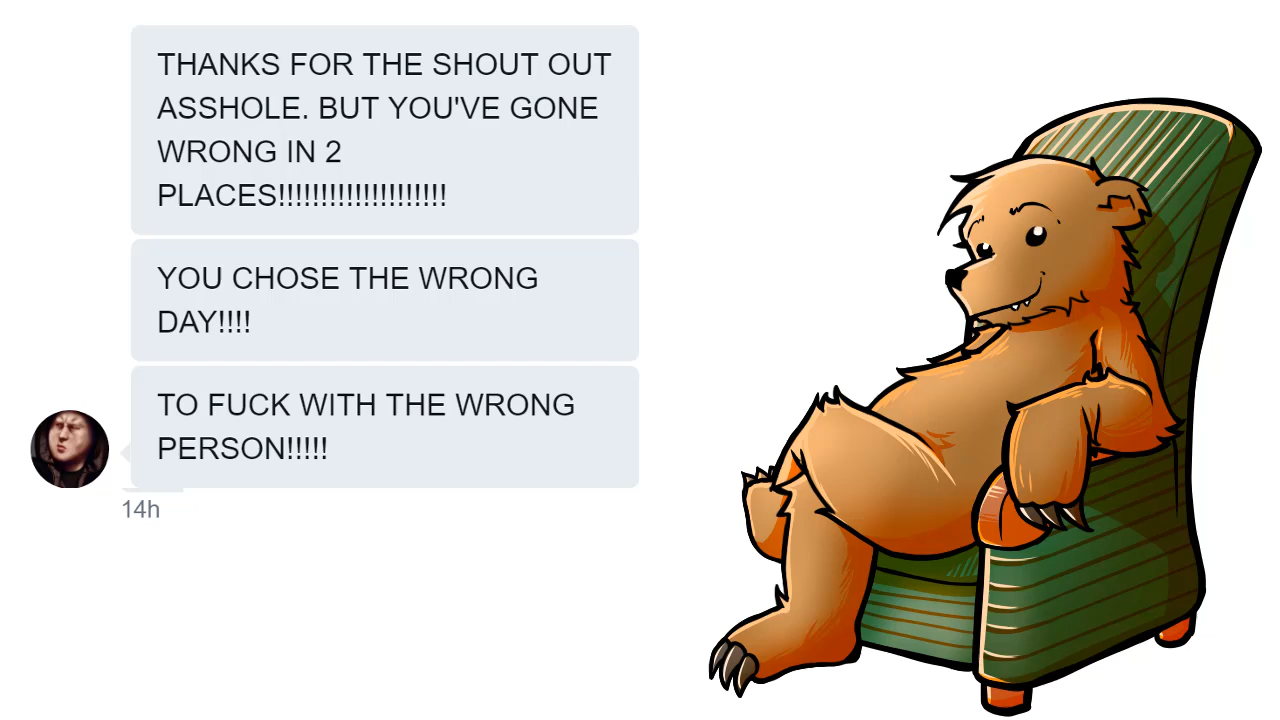 THANKS FOR THE SHOUT OUT
ASSHOLE. BUT YOU'VE GONE
WRONG IN 2
PLACES!!!!!!!!!!!!!!!!!!!!
YOU CHOSE THE WRONG
DAY!!!!
TO FUCK WITH THE WRONG
PERSON!!!!!
14h